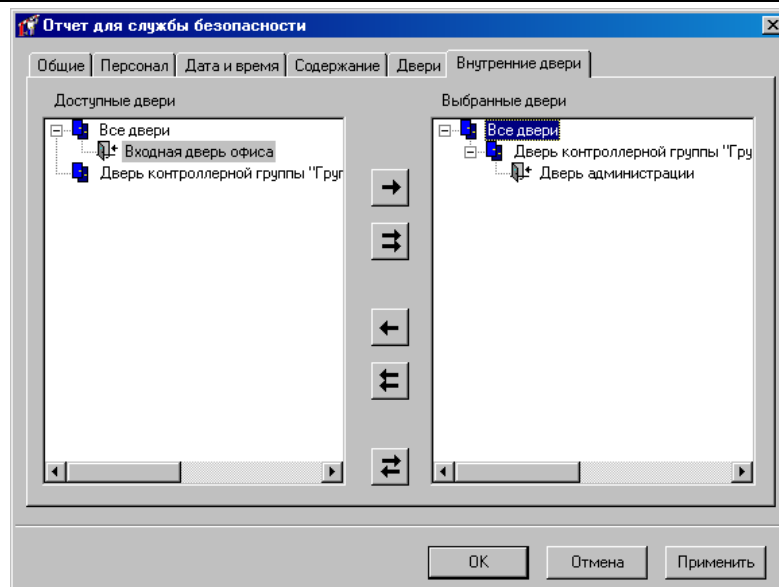 Отчет для службы безопасности
Общие Персонал Дата и время Содержание Двери Внутренние двери
Доступные двери
Все двери
Входная дверь офиса
Дверь контроллерной группы "Груп
Выбранные двери
Все двери
Дверь контроллерной группы "Гру
Дверь администрации
OK Отмена Применить